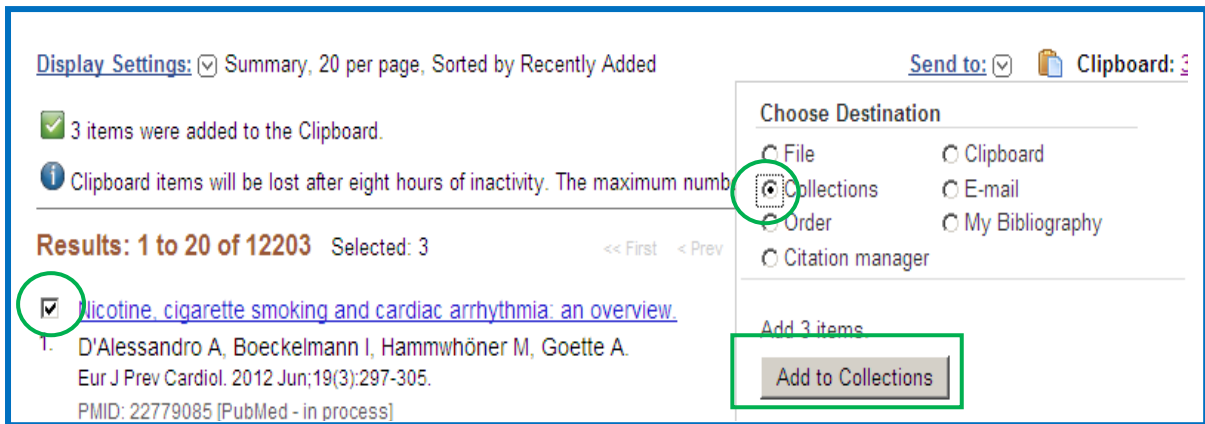 Display Settings: Summary, 20 per page, Sorted by Recently Added
Send to: Clipboard: 3
3 items were added to the Clipboard.
Clipboard items will be lost after eight hours of inactivity. The maximum numb
Results: 1 to 20 of 12203 Selected: 3 << First < Prev
Nicotine, cigarette smoking and cardiac arrhythmia: an overview.
1. D'Alessandro A, Boeckelmann I, Hammwhöner M, Goette A.
Eur J Prev Cardiol. 2012 Jun;19(3):297-305.
PMID: 22779085 [PubMed - in process]
Choose Destination
File Clipboard
Collections E-mail
Order My Bibliography
Citation manager
Add 3 items.
Add to Collections